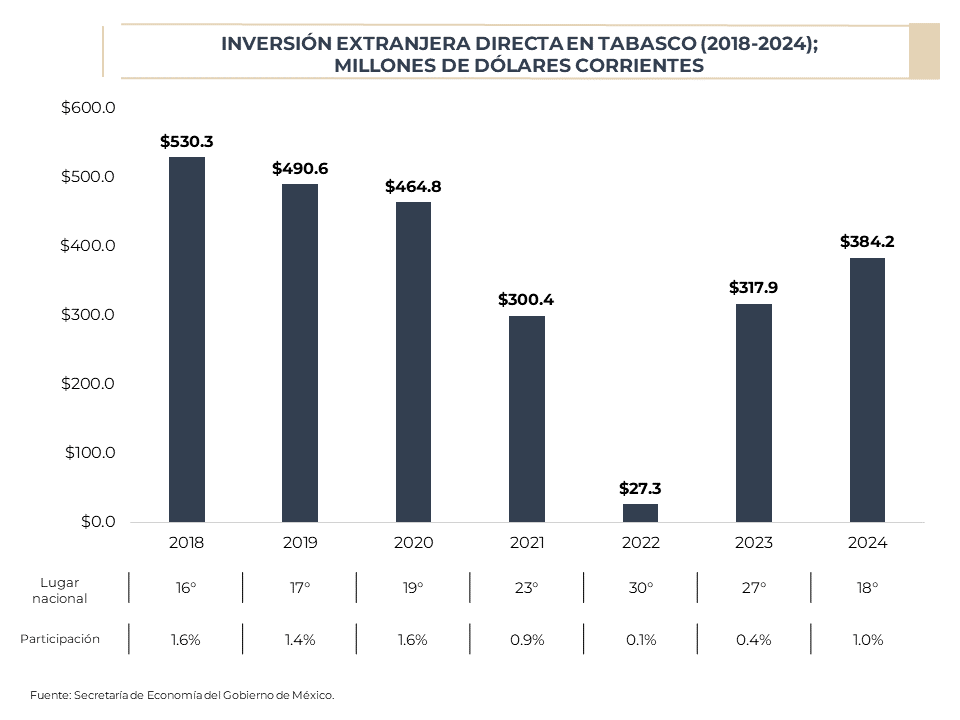 INVERSIÓN EXTRANJERA DIRECTA EN TABASCO (2018-2024);
MILLONES DE DÓLARES CORRIENTES
$600.0
$500.0
$400.0
$300.0
$200.0
$100.0
$0.0
$530.3
$490.6
$464.8
$300.4
$27.3
$317.9
$384.2
2018 2019 2020 2021 2022 2023 2024
Lugar
nacional
16° 17° 19° 23° 30° 27° 18°
Participación 1.6% 1.4% 1.6% 0.9% 0.1% 0.4% 1.0%
Fuente: Secretaría de Economía del Gobierno de México.